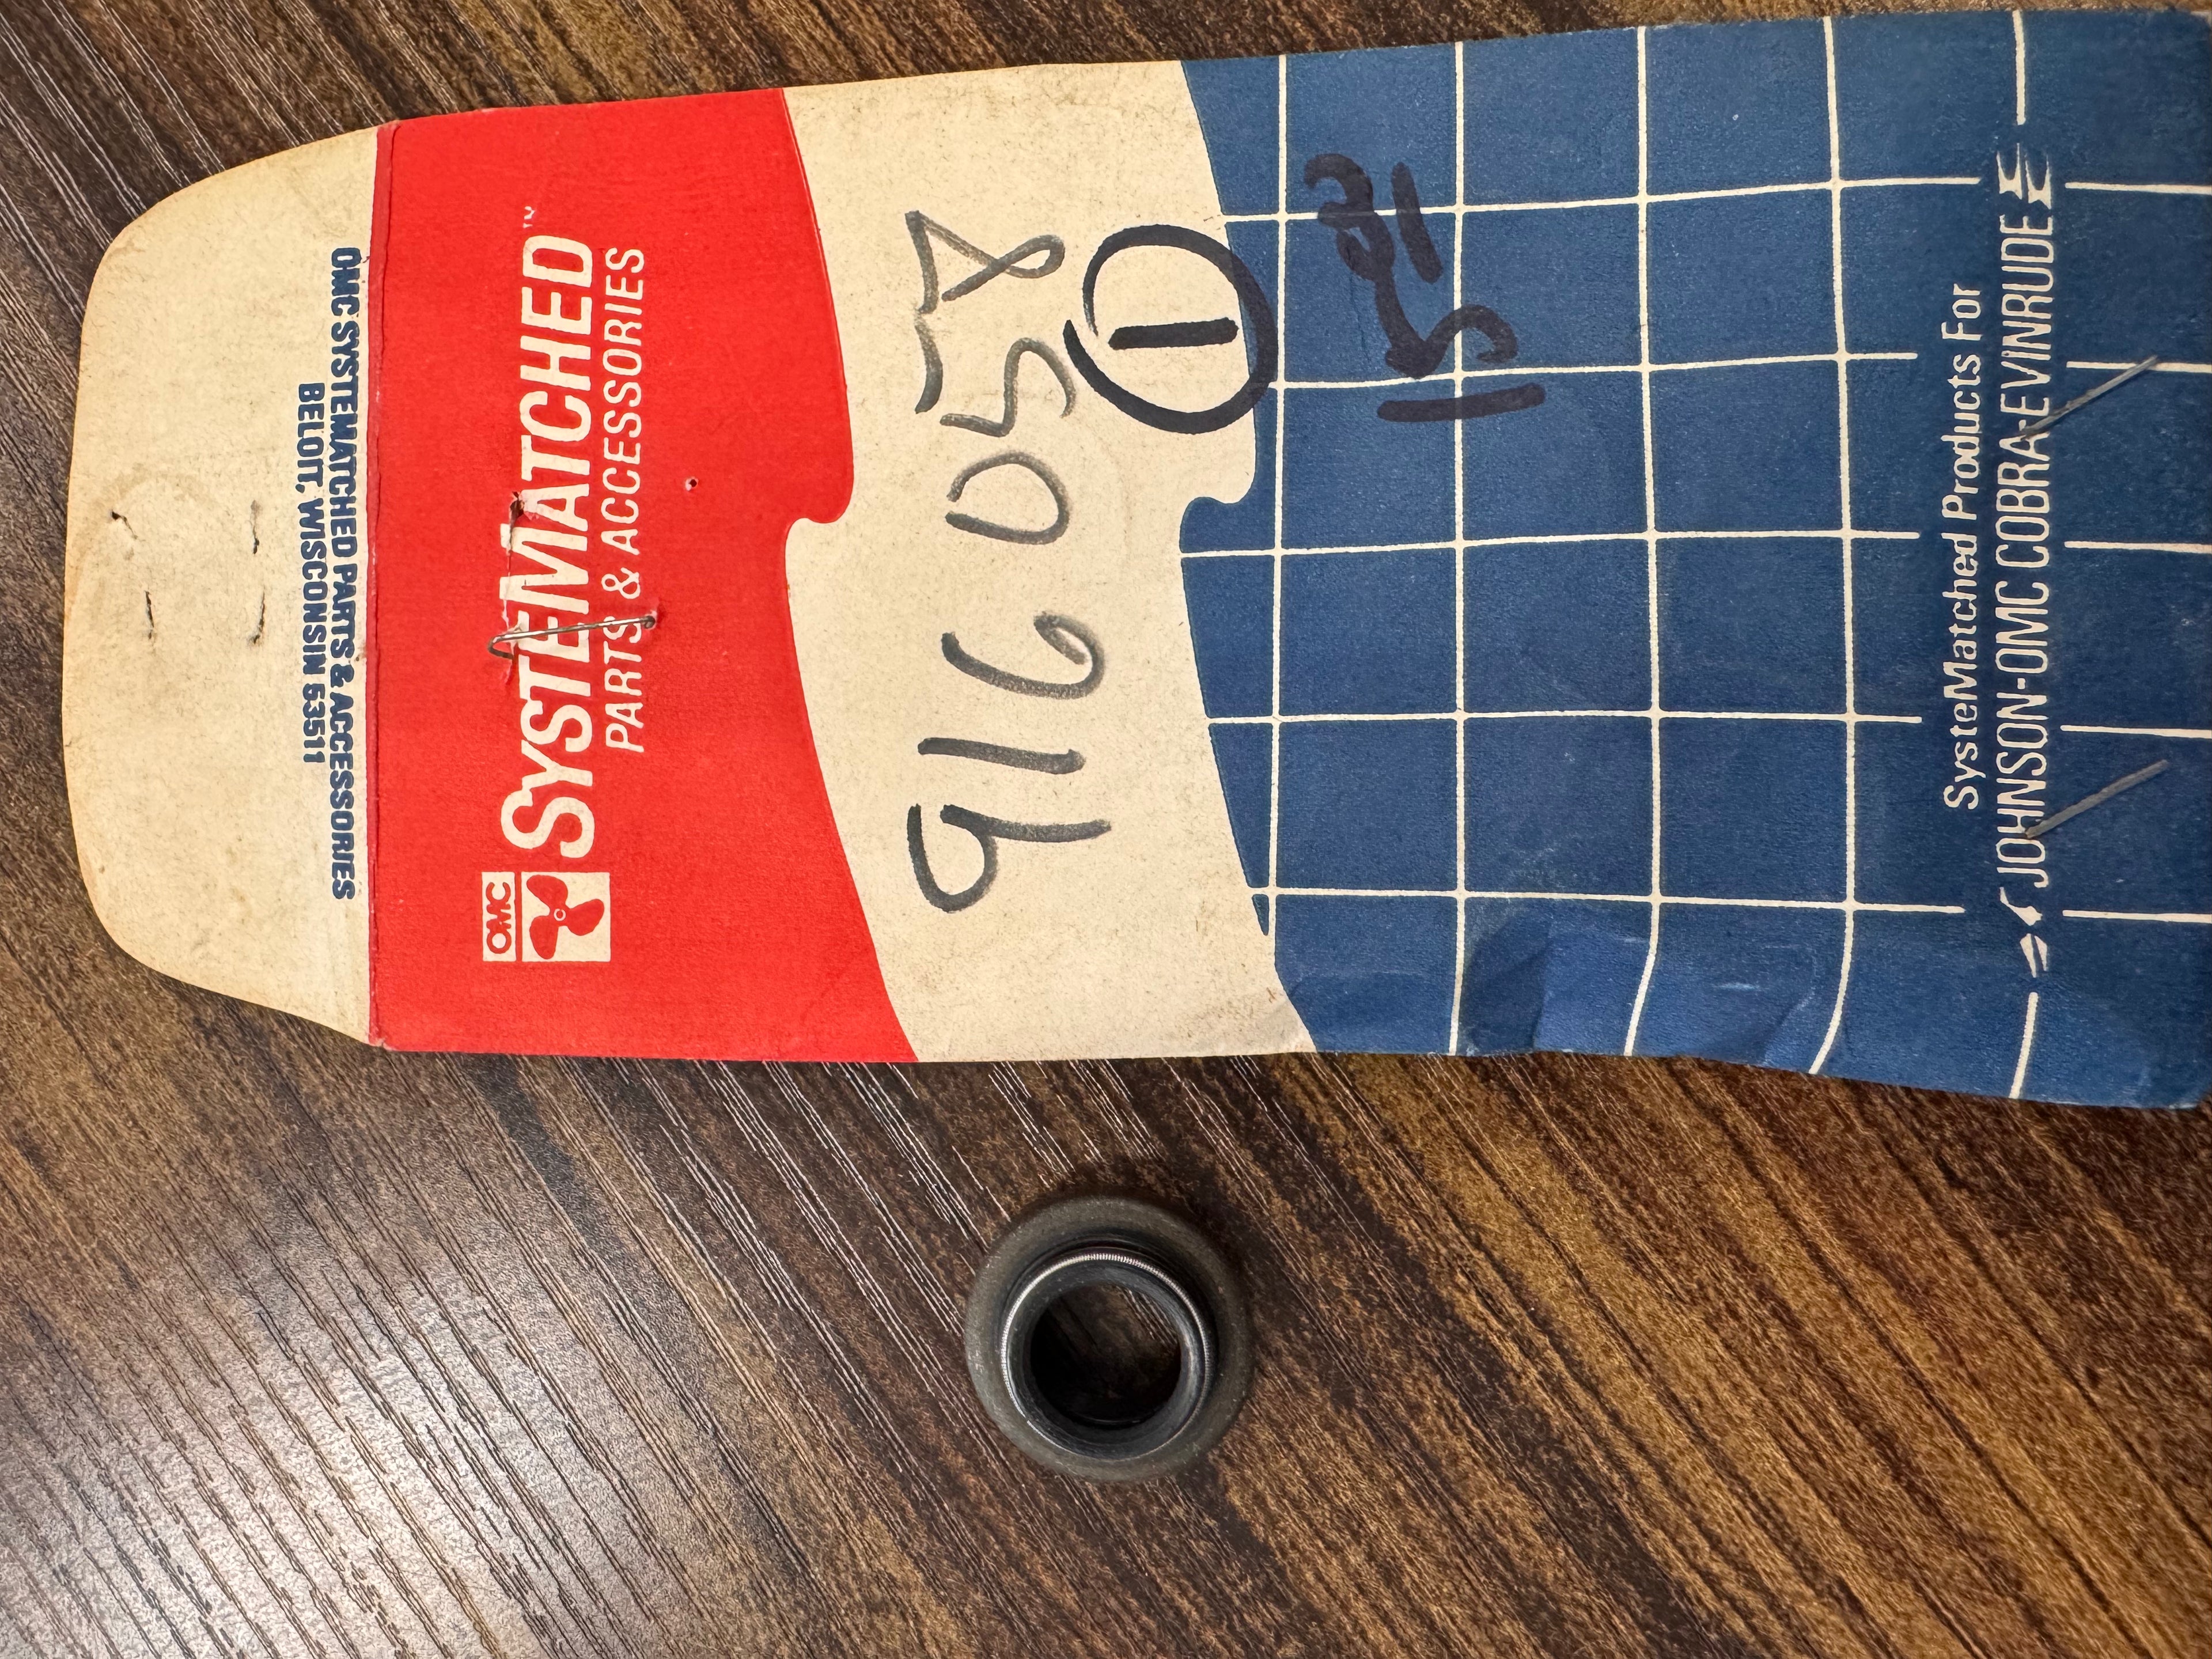 OMC SYSTEMATCHED PARTS & ACCESSORIES
BELOIT, WISCONSIN 53511
OMC SYSTEMATCHED™
PARTS & ACCESSORIES
916058
1
15
SysteMatched Products For
JOHNSON-OMC COBRA-EVINRUDE